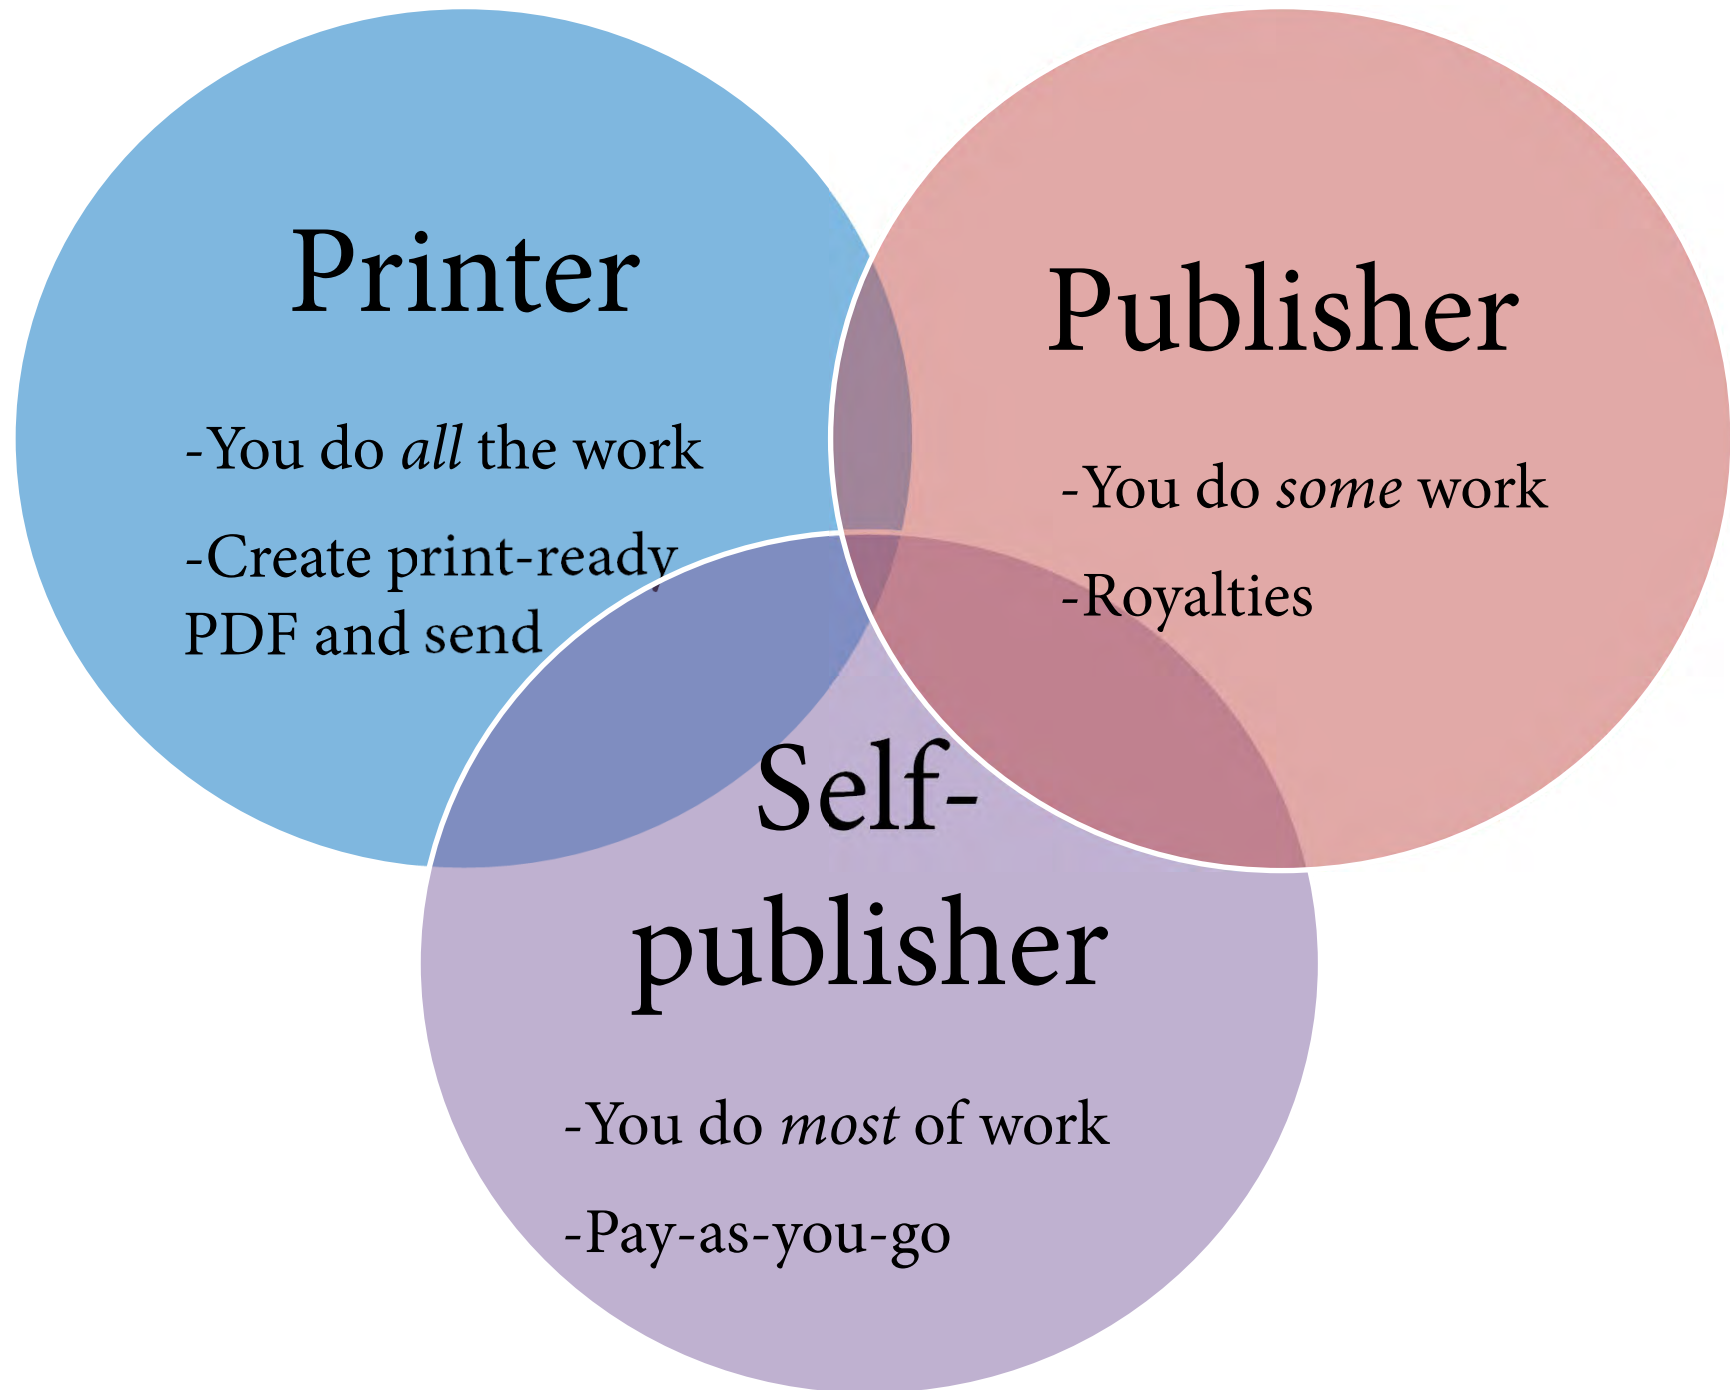 Printer
-You do all the work
-Create print-ready
PDF and send
Publisher
-You do some work
-Royalties
Self-
publisher
-You do most of work
-Pay-as-you-go